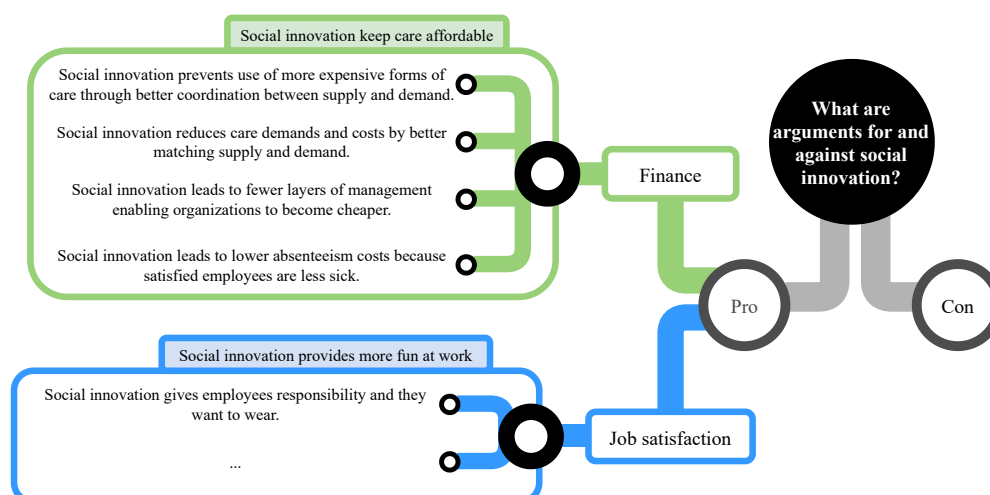 Social innovation keep care affordable
Social innovation prevents use of more expensive forms of
care through better coordination between supply and demand.
Social innovation reduces care demands and costs by better
matching supply and demand.
Social innovation leads to fewer layers of management
enabling organizations to become cheaper.
Social innovation leads to lower absenteeism costs because
satisfied employees are less sick.
Finance
What are
arguments for and
against social
innovation?
Pro
Con
Social innovation provides more fun at work
Social innovation gives employees responsibility and they
want to wear.
...
Job satisfaction